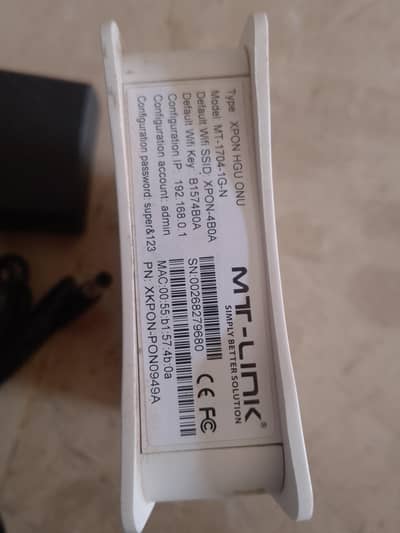 Type XPON HGU ONU
Model: MT-1704-1G-N
Default Wifi SSID: XPON-4B0A
Default Wifi Key : B1574B0A
Configuration IP : 192.168.0.1
Configuration account: admin
Configuration password: super&123
MT-LINK®
SIMPLY BETTER SOLUTION
SN:00268279680
MAC:00:55:b1:57:4b:0a
PN: XKPON-PON0949A
CE FC